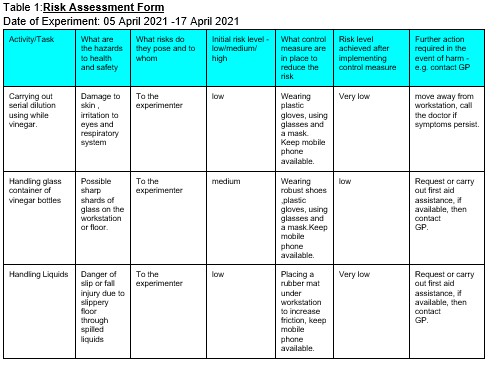 Table 1:Risk Assessment Form
Date of Experiment: 05 April 2021 -17 April 2021
Activity/Task
What are
the hazards
to health
and safety
What risks do
they pose and to
whom
Initial risk level -
low/medium/
high
What control
measure are
in place to
reduce the
risk
Risk level
achieved after
implementing
control measure
Further action
required in the
event of harm -
e.g. contact GP
Carrying out
serial dilution
using while
vinegar.
Damage to
skin ,
irritation to
eyes and
respiratory
system
To the
experimenter
low
Wearing
plastic
gloves, using
glasses and
a mask.
Keep mobile
phone
available.
Very low
move away from
workstation, call
the doctor if
symptoms persist.
Handling glass
container of
vinegar bottles
Possible
sharp
shards of
glass on the
workstation
or floor.
To the
experimenter
medium
Wearing
robust shoes
,plastic
gloves, using
glasses and
a mask.Keep
mobile
phone
available.
low
Request or carry
out first aid
assistance, if
available, then
contact
GP.
Handling Liquids
Danger of
slip or fall
injury due to
slippery
floor
through
spilled
liquids
To the
experimenter
low
Placing a
rubber mat
under
workstation
to increase
friction, keep
mobile
phone
available.
Very low
Request or carry
out first aid
assistance, if
available, then
contact
GP.